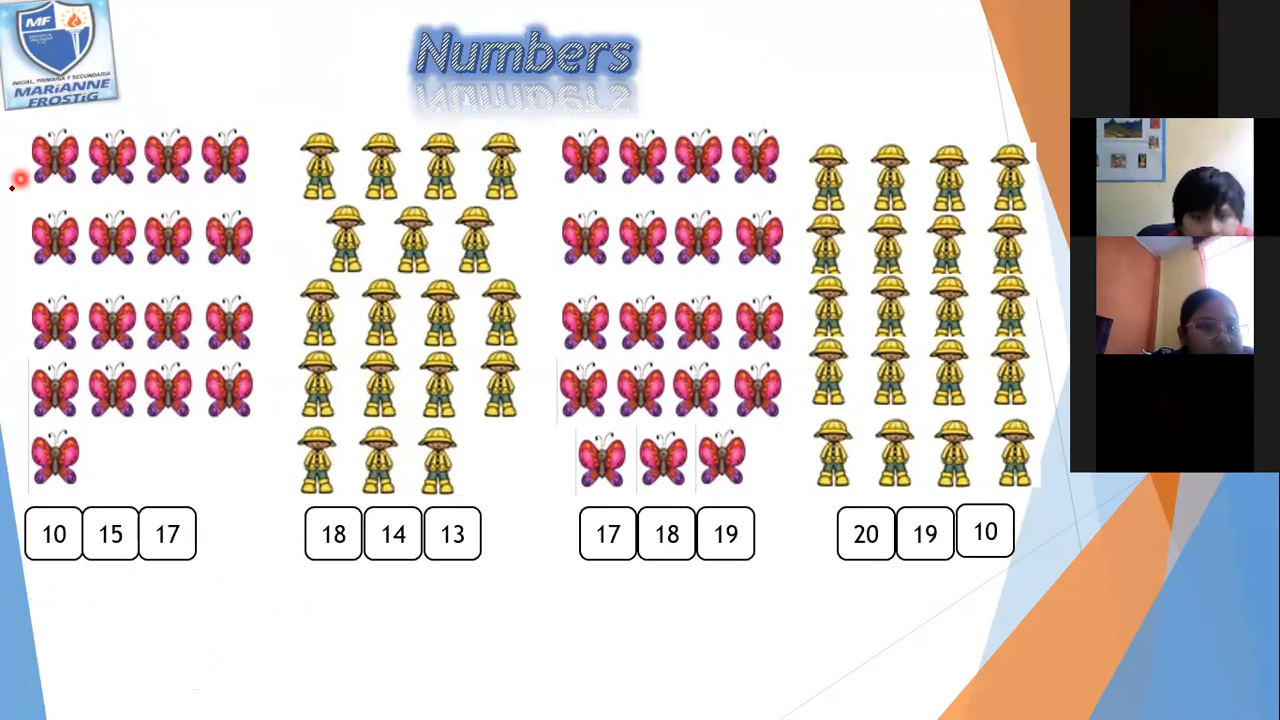 MF
INICIAL, PRIMARIA Y SECUNDARIA
MARIANNE
FROSTIG
Numbers
10 15 17
18 14 13
17 18 19
20 19 10